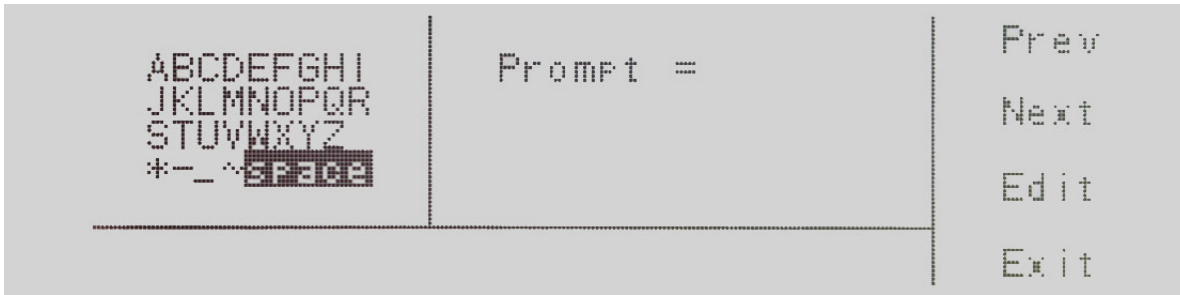 ABCDEFGHI
JKLMNOPQR
STUVWXYZ
*-_~space
Prompt =
Prev
Next
Edit
Exit